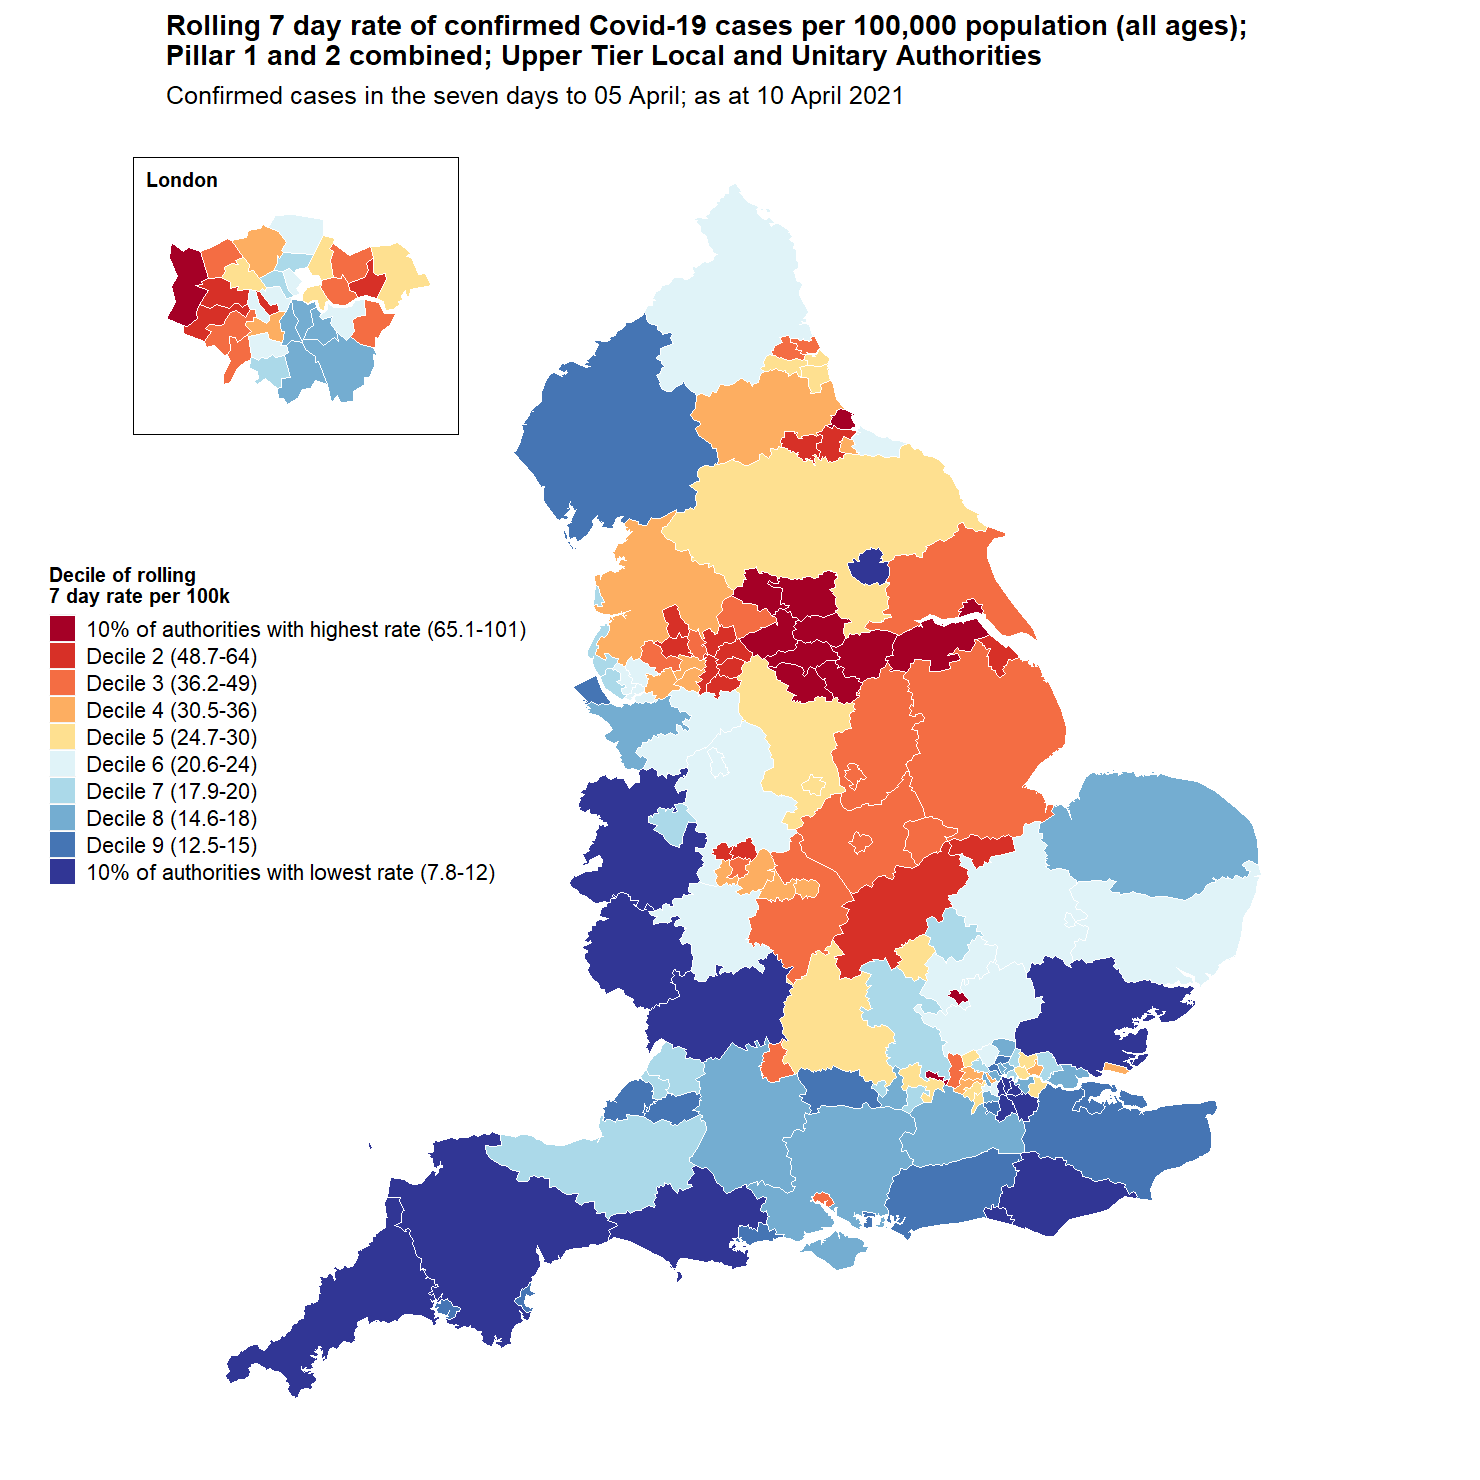 Rolling 7 day rate of confirmed Covid-19 cases per 100,000 population (all ages);
Pillar 1 and 2 combined; Upper Tier Local and Unitary Authorities
Confirmed cases in the seven days to 05 April; as at 10 April 2021
London
Decile of rolling
7 day rate per 100k
10% of authorities with highest rate (65.1-101)
Decile 2 (48.7-64)
Decile 3 (36.2-49)
Decile 4 (30.5-36)
Decile 5 (24.7-30)
Decile 6 (20.6-24)
Decile 7 (17.9-20)
Decile 8 (14.6-18)
Decile 9 (12.5-15)
10% of authorities with lowest rate (7.8-12)